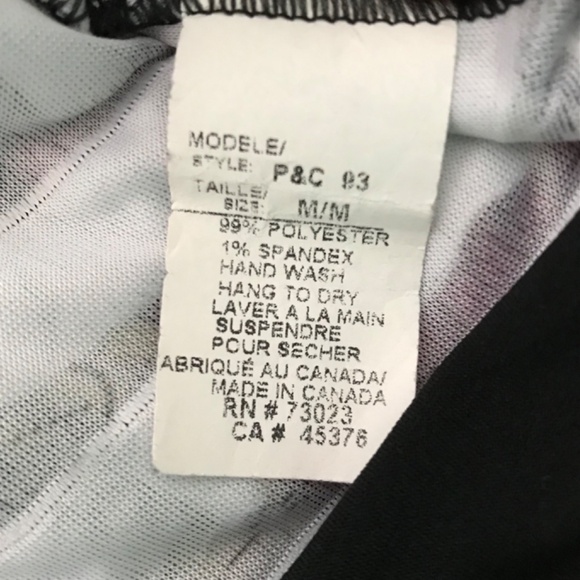 MODELE/
STYLE: P&C 93
TAILLE/
SIZE: M/M
99% POLYESTER
1% SPANDEX
HAND WASH
HANG TO DRY
LAVER A LA MAIN
SUSPENDRE
POUR SECHER
ABRIQUÉ AU CANADA/
MADE IN CANADA
RN # 73023
CA # 45376